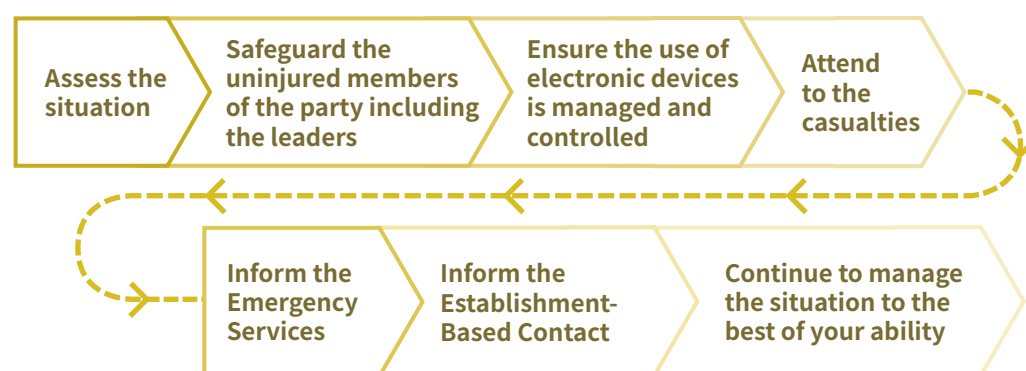 Assess the
situation
Safeguard the
uninjured members
of the party including
the leaders
Ensure the use of
electronic devices
is managed and
controlled
Attend
to the
casualties
Inform the
Emergency
Services
Inform the
Establishment-
Based Contact
Continue to manage
the situation to the
best of your ability